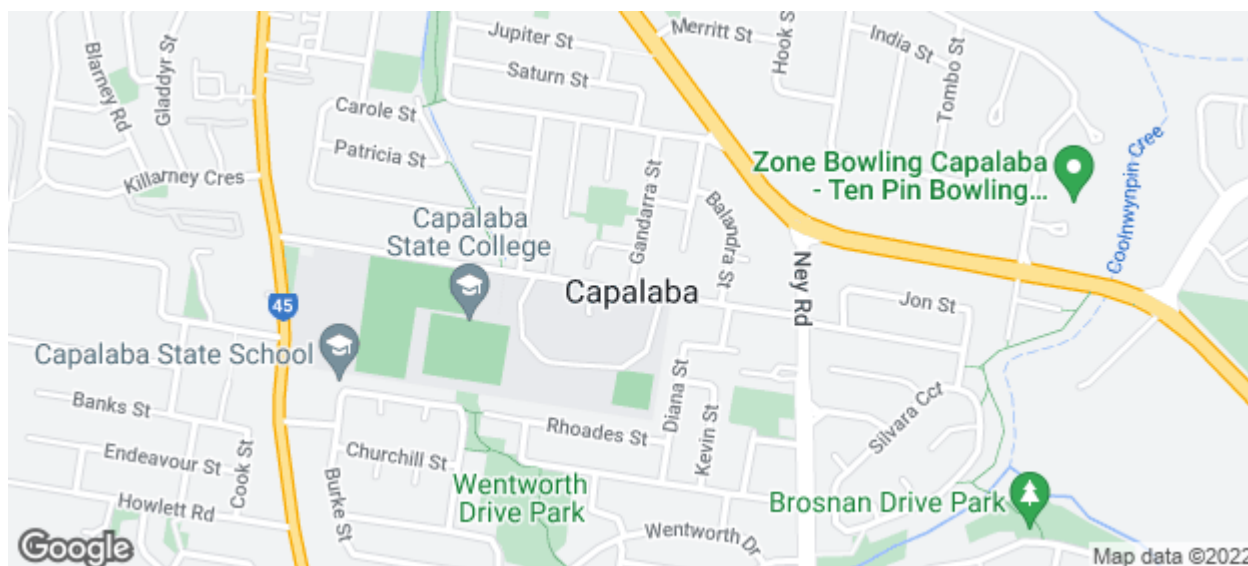 Jupiter St
Merritt St
Hook S
India St
Tombo St
Blarney Rd
Gladdyr St
Saturn St
Carole St
Patricia St
Killarney Cres
Zone Bowling Capalaba
- Ten Pin Bowling...
Coolnwynpin Cree
Capalaba
State College
Gandarra St
Balandra St
Capalaba
Ney Rd
Jon St
45
Capalaba State School
Banks St
Endeavour St
Howlett Rd
Cook St
Burke St
Churchill St
Rhoades St
Diana St
Kevin St
Silvara Cct
Wentworth
Drive Park
Brosnan Drive Park
Wentworth Dr
Google
Map data ©2022